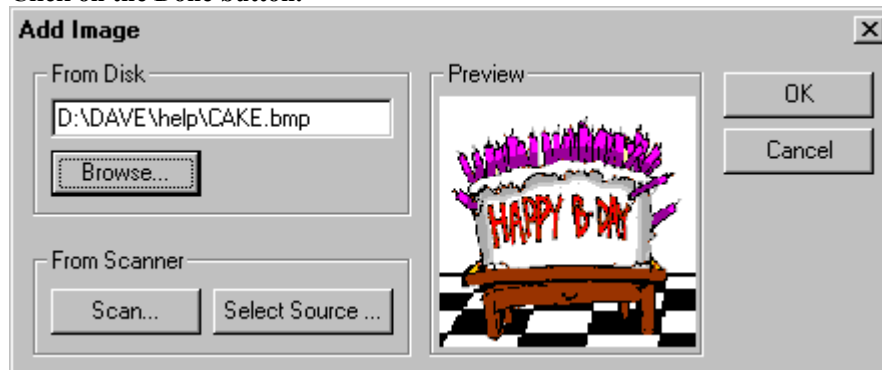 Click on the Done button.
Add Image
From Disk
D:\DAVE\help\CAKE.bmp
Browse...
From Scanner
Scan...
Select Source ...
Preview
HAPPY B-DAY
OK
Cancel